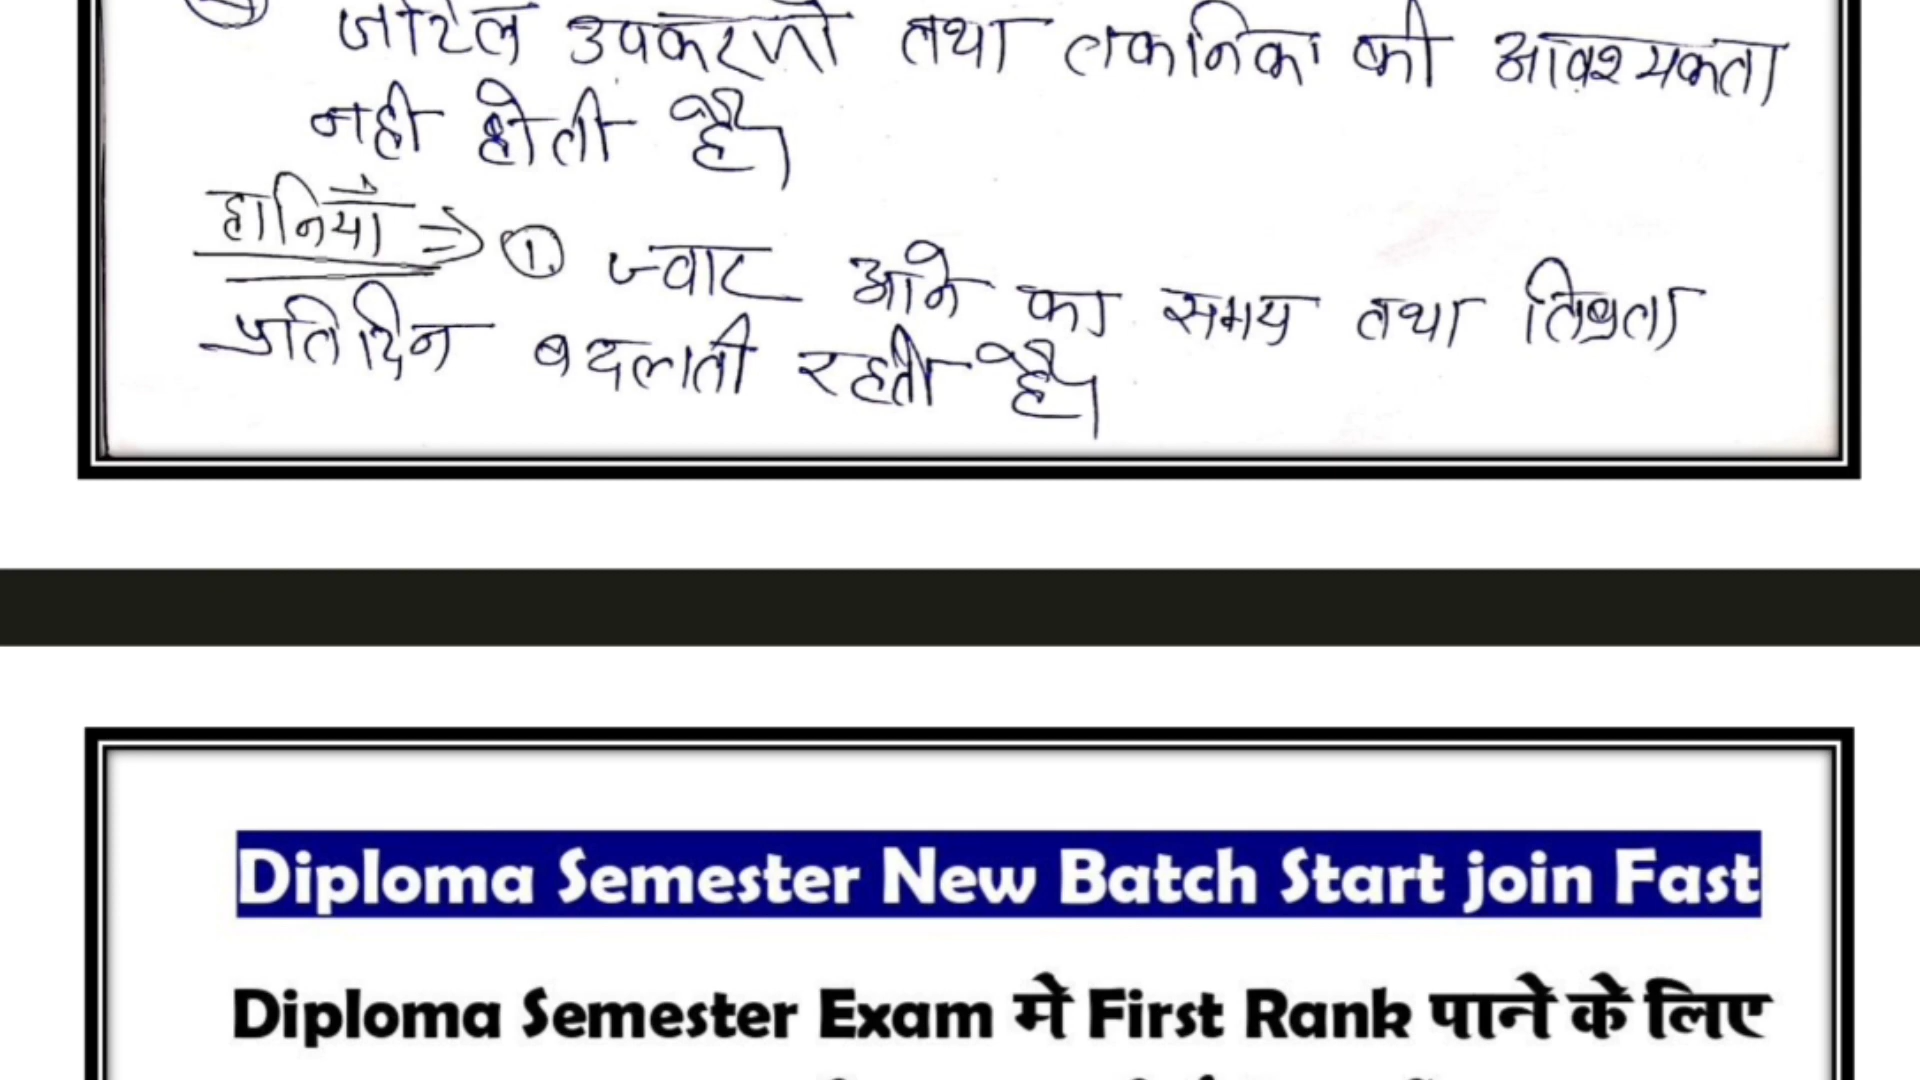 जटिल उपकरणो तथा तकनिका की आवश्यकता
नही होती है।
हानियाँ ⇒ ① ज्वार आने का समय तथा तिव्रता
प्रतिदिन बदलती रहती है।
Diploma Semester New Batch Start join Fast
Diploma Semester Exam में First Rank पाने के लिए